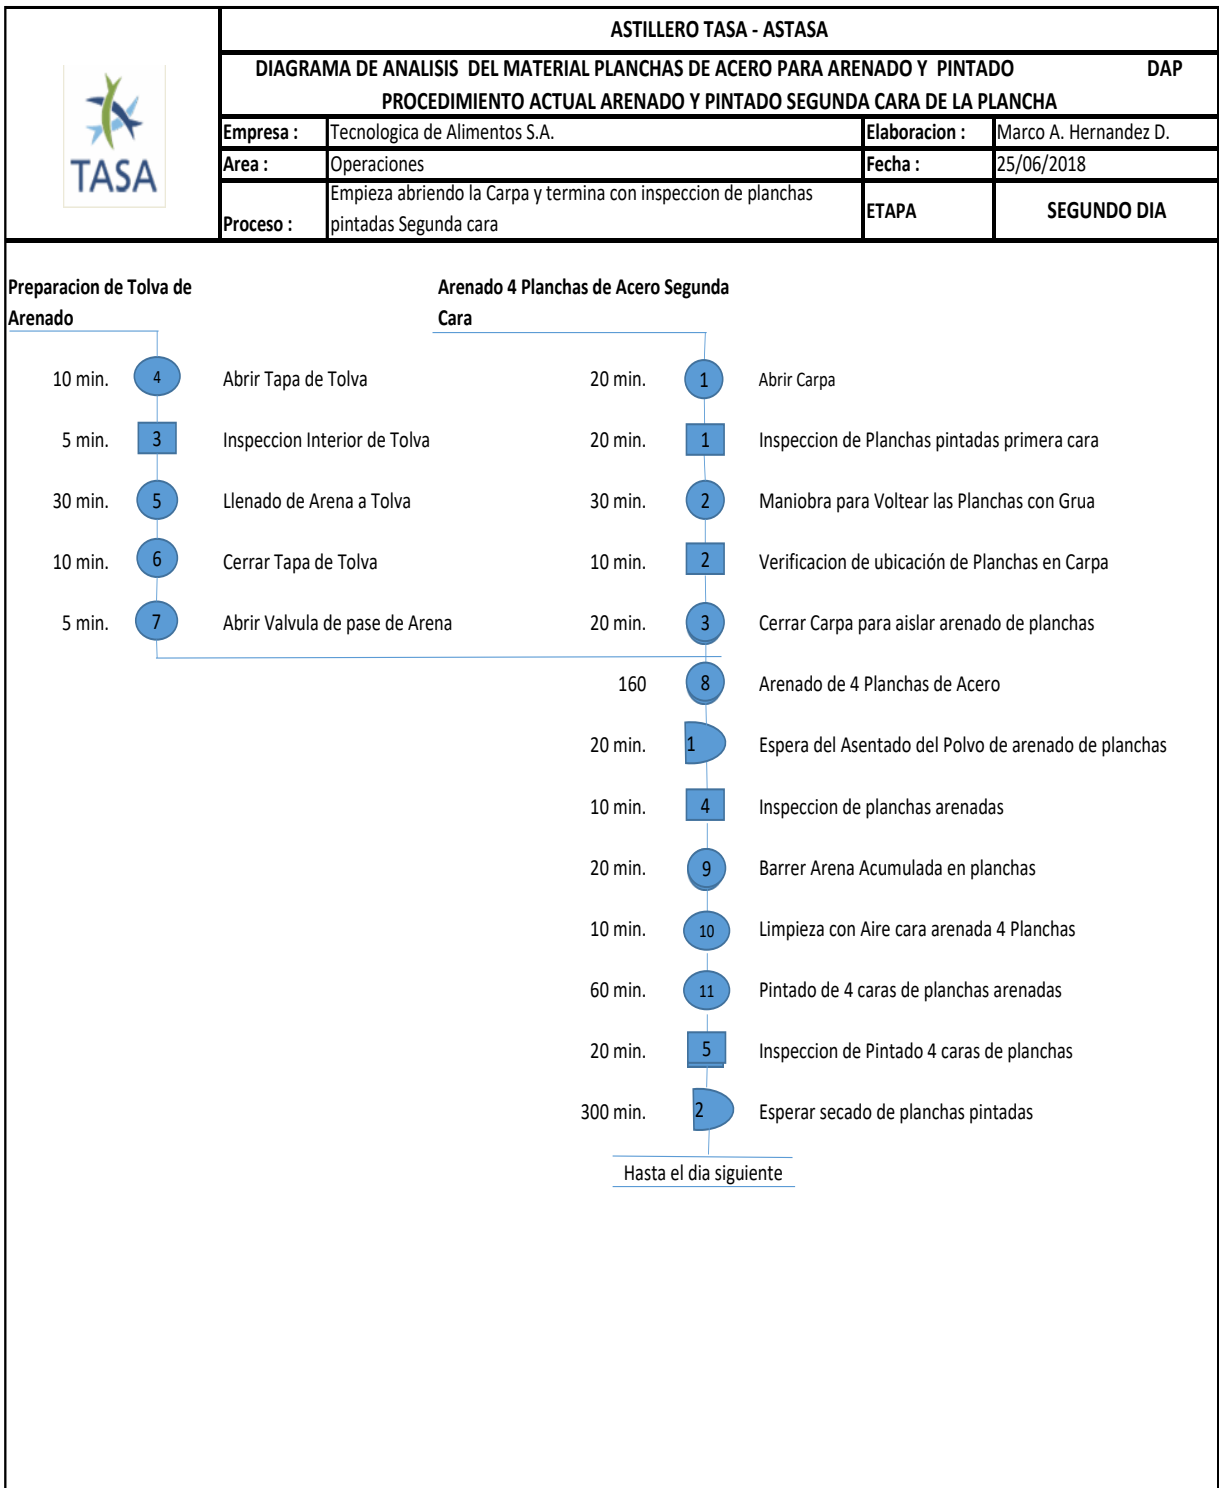 TASA
ASTILLERO TASA - ASTASA
DIAGRAMA DE ANALISIS DEL MATERIAL PLANCHAS DE ACERO PARA ARENADO Y PINTADO DAP
PROCEDIMIENTO ACTUAL ARENADO Y PINTADO SEGUNDA CARA DE LA PLANCHA
Empresa : Tecnologica de Alimentos S.A. Elaboracion : Marco A. Hernandez D.
Area : Operaciones Fecha : 25/06/2018
Proceso : Empieza abriendo la Carpa y termina con inspeccion de planchas
pintadas Segunda cara
ETAPA SEGUNDO DIA
Preparacion de Tolva de
Arenado
10 min. 4 Abrir Tapa de Tolva
5 min. 3 Inspeccion Interior de Tolva
30 min. 5 Llenado de Arena a Tolva
10 min. 6 Cerrar Tapa de Tolva
5 min. 7 Abrir Valvula de pase de Arena
Arenado 4 Planchas de Acero Segunda
Cara
20 min. 1 Abrir Carpa
20 min. 1 Inspeccion de Planchas pintadas primera cara
30 min. 2 Maniobra para Voltear las Planchas con Grua
10 min. 2 Verificacion de ubicación de Planchas en Carpa
20 min. 3 Cerrar Carpa para aislar arenado de planchas
160 8 Arenado de 4 Planchas de Acero
20 min. 1 Espera del Asentado del Polvo de arenado de planchas
10 min. 4 Inspeccion de planchas arenadas
20 min. 9 Barrer Arena Acumulada en planchas
10 min. 10 Limpieza con Aire cara arenada 4 Planchas
60 min. 11 Pintado de 4 caras de planchas arenadas
20 min. 5 Inspeccion de Pintado 4 caras de planchas
300 min. 2 Esperar secado de planchas pintadas
Hasta el dia siguiente